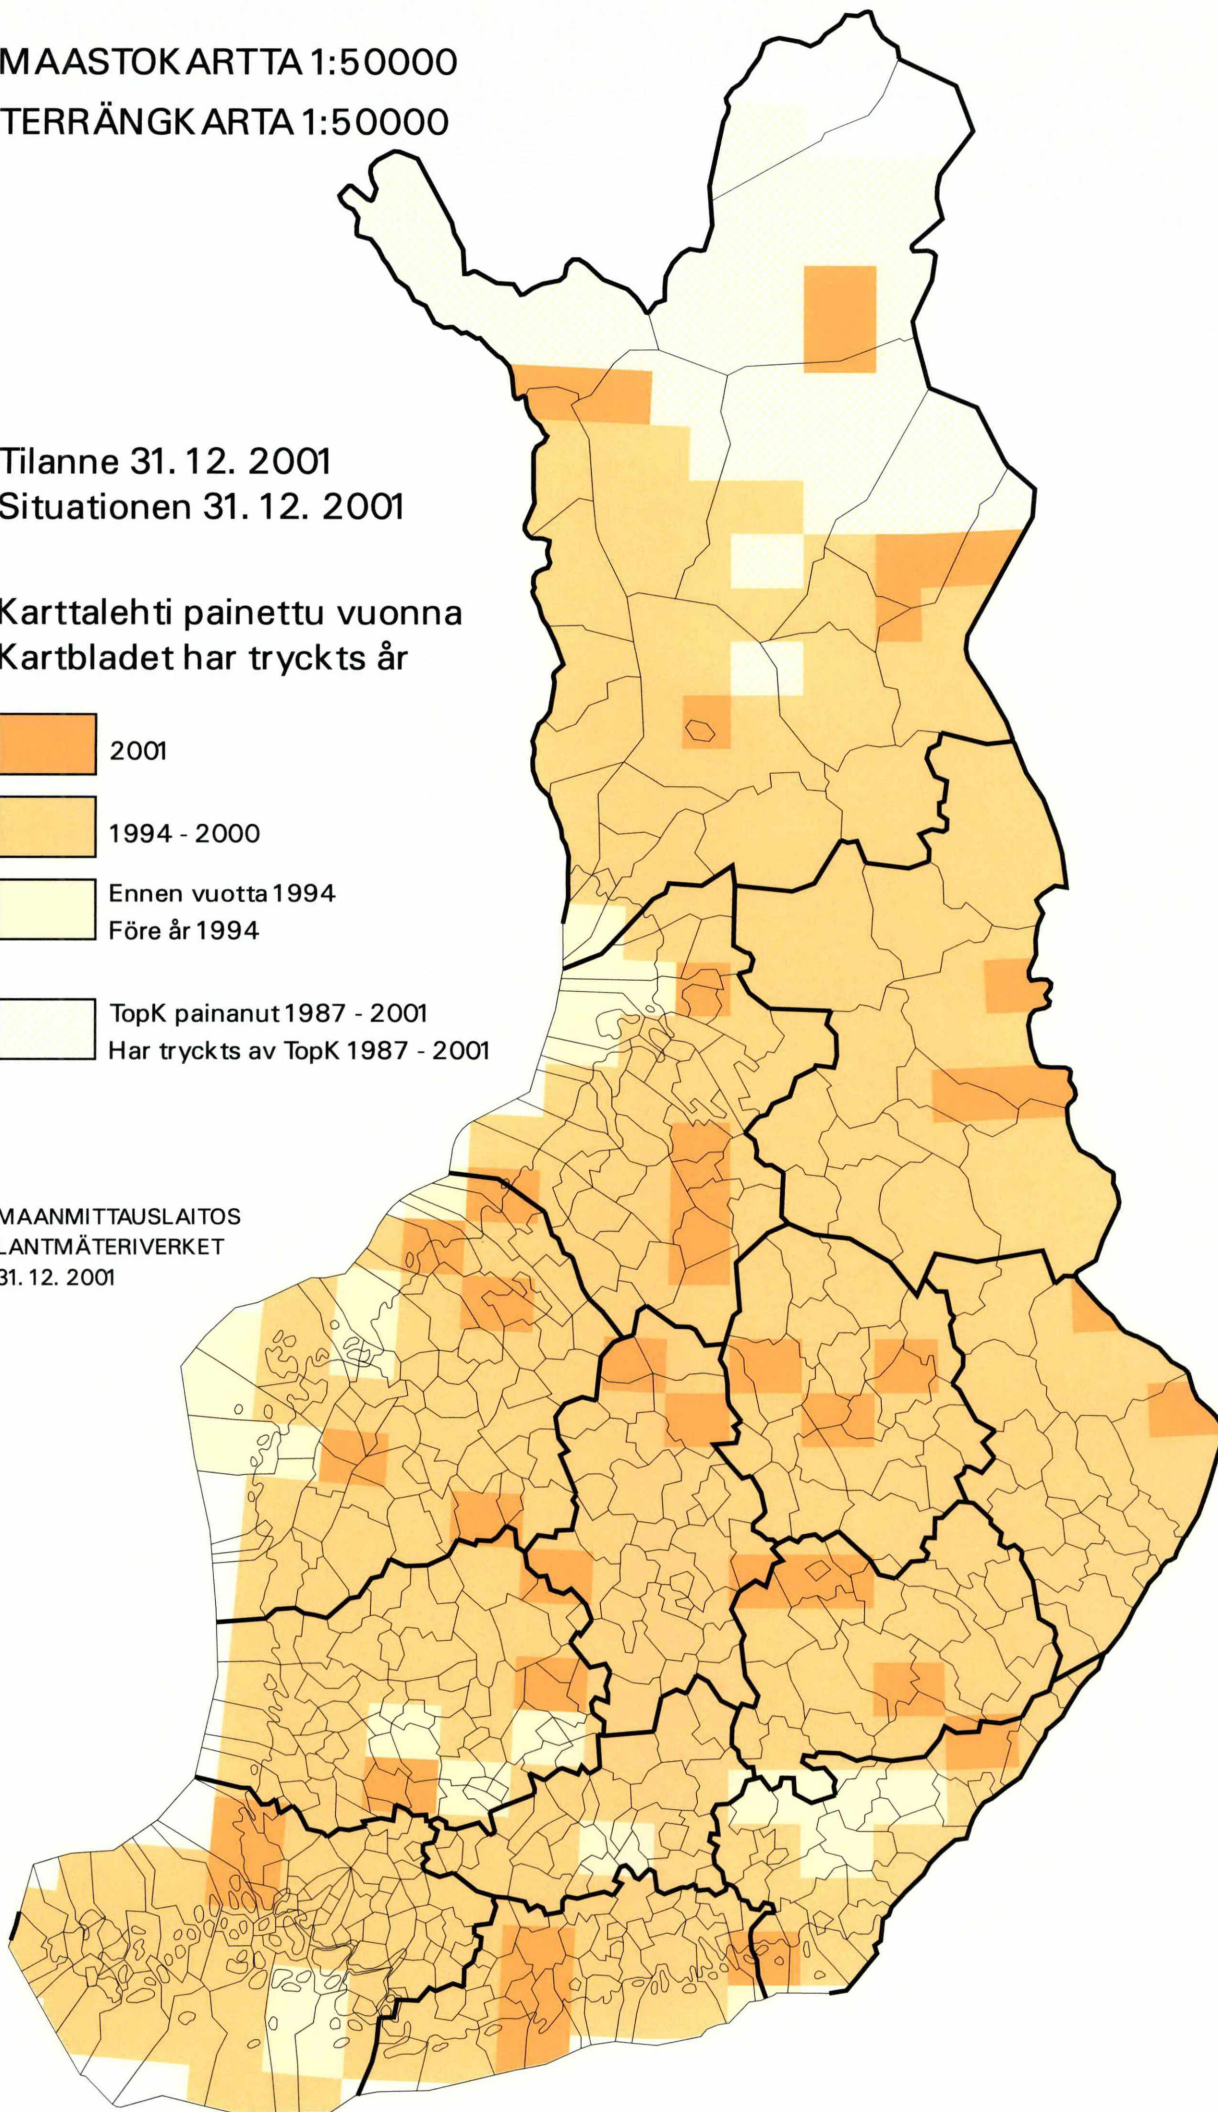 MAASTOKARTTA 1:50000
TERRÄNGKARTA 1:50000
Tilanne 31. 12. 2001
Situationen 31. 12. 2001
Karttalehti painettu vuonna
Kartbladet har tryckts år
2001
1994 - 2000
Ennen vuotta 1994
Före år 1994
TopK painanut 1987 - 2001
Har tryckts av TopK 1987 - 2001
MAANMITTAUSLAITOS
LANTMÄTERIVERKET
31. 12. 2001